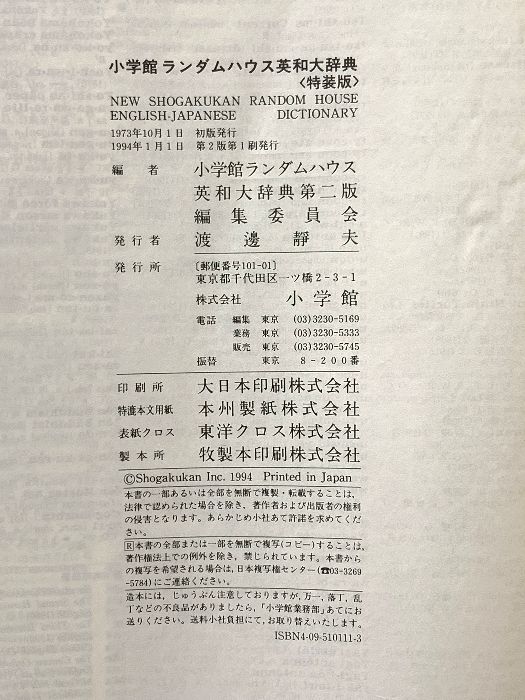 小学館 ランダムハウス英和大辞典
〈特装版〉
NEW SHOGAKUKAN RANDOM HOUSE
ENGLISH-JAPANESE DICTIONARY
1973年10月1日 初版発行
1994年1月1日 第2版第1刷発行
編者 小学館ランダムハウス
英和大辞典第二版
編集委員会
発行者 渡邊靜夫
発行所 〔郵便番号101-01〕
東京都千代田区一ツ橋2-3-1
株式会社 小学館
電話 編集 東京 (03)3230-5169
業務 東京 (03)3230-5333
販売 東京 (03)3230-5745
振替 東京 8-200番
印刷所 大日本印刷株式会社
特漉本文用紙 本州製紙株式会社
表紙クロス 東洋クロス株式会社
製本所 牧製本印刷株式会社
©Shogakukan Inc. 1994 Printed in Japan
本書の一部あるいは全部を無断で複製・転載することは,
法律で認められた場合を除き, 著作者および出版者の権利
の侵害となります。あらかじめ小社あて許諾を求めてくだ
さい。
Ⓡ本書の全部または一部を無断で複写(コピー)することは,
著作権法上での例外を除き, 禁じられています。本書から
の複写を希望される場合は, 日本複写権センター(☎03-3269
-5784)にご連絡ください。
造本には, じゅうぶん注意しておりますが, 万一, 落丁, 乱
丁などの不良品がありましたら,「小学館業務部」あてにお
送りください。送料小社負担にて, お取り替えいたします。
ISBN4-09-510111-3